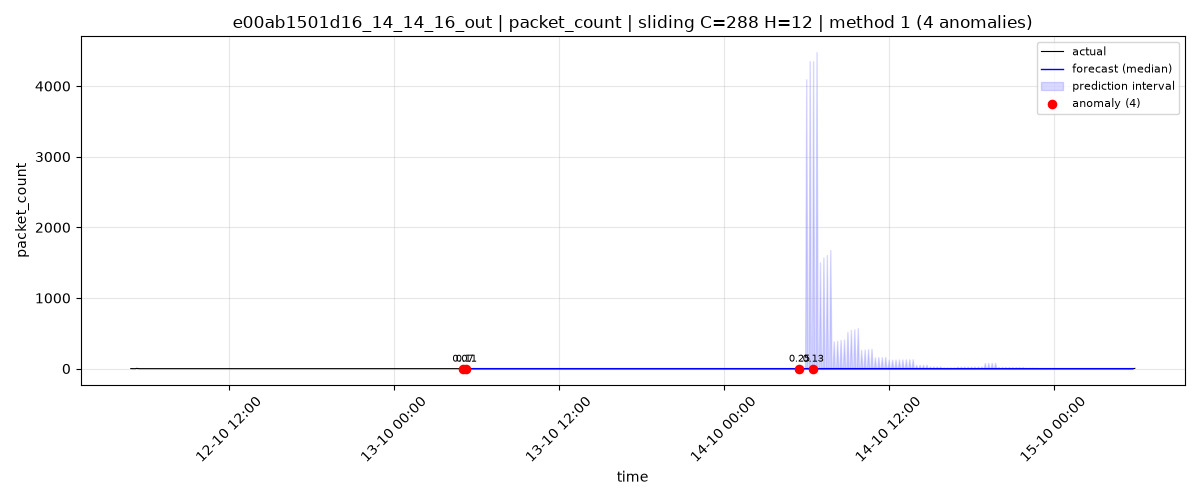 e00ab1501d16_14_14_16_out | packet_count | sliding C=288 H=12 | method 1 (4 anomalies)
actual
forecast (median)
prediction interval
anomaly (4)
packet_count
4000
3000
2000
1000
0
12-10 12:00
13-10 00:00
13-10 12:00
14-10 00:00
14-10 12:00
15-10 00:00
time